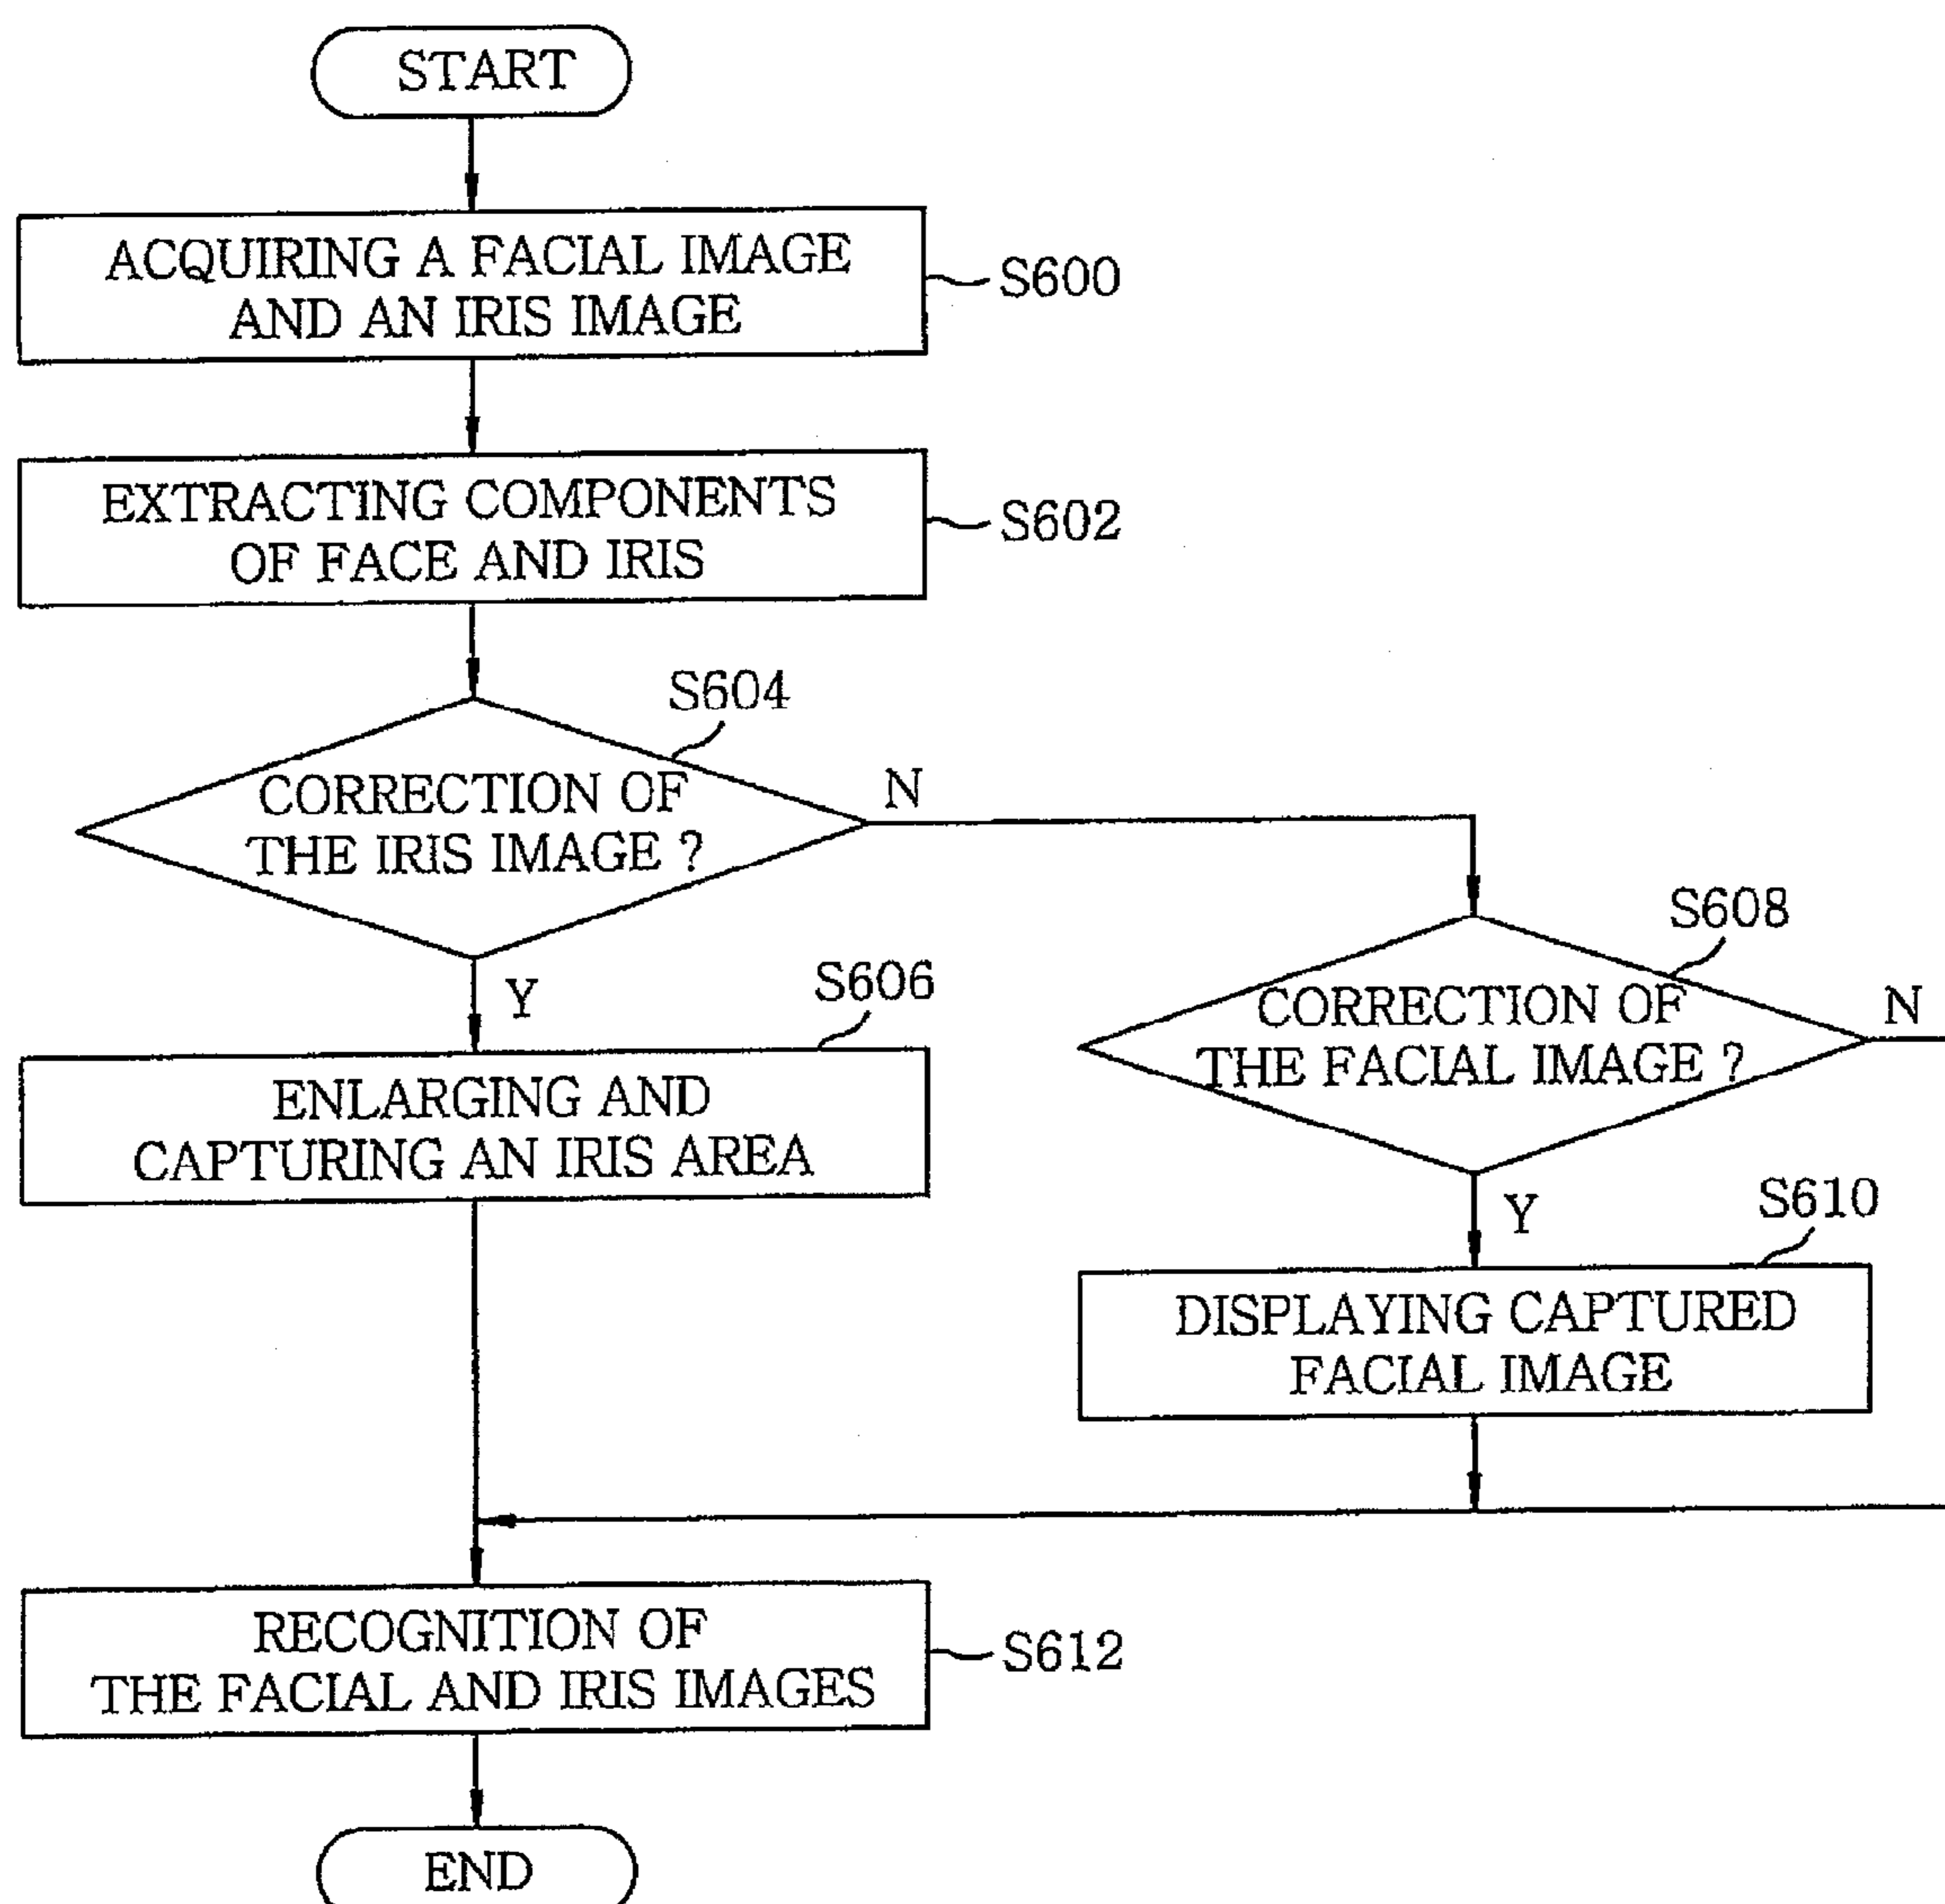 START
ACQUIRING A FACIAL IMAGE
AND AN IRIS IMAGE
S600
EXTRACTING COMPONENTS
OF FACE AND IRIS
S602
S604
CORRECTION OF
THE IRIS IMAGE ?
N
Y
S606
ENLARGING AND
CAPTURING AN IRIS AREA
S608
CORRECTION OF
THE FACIAL IMAGE ?
N
Y
S610
DISPLAYING CAPTURED
FACIAL IMAGE
RECOGNITION OF
THE FACIAL AND IRIS IMAGES
S612
END